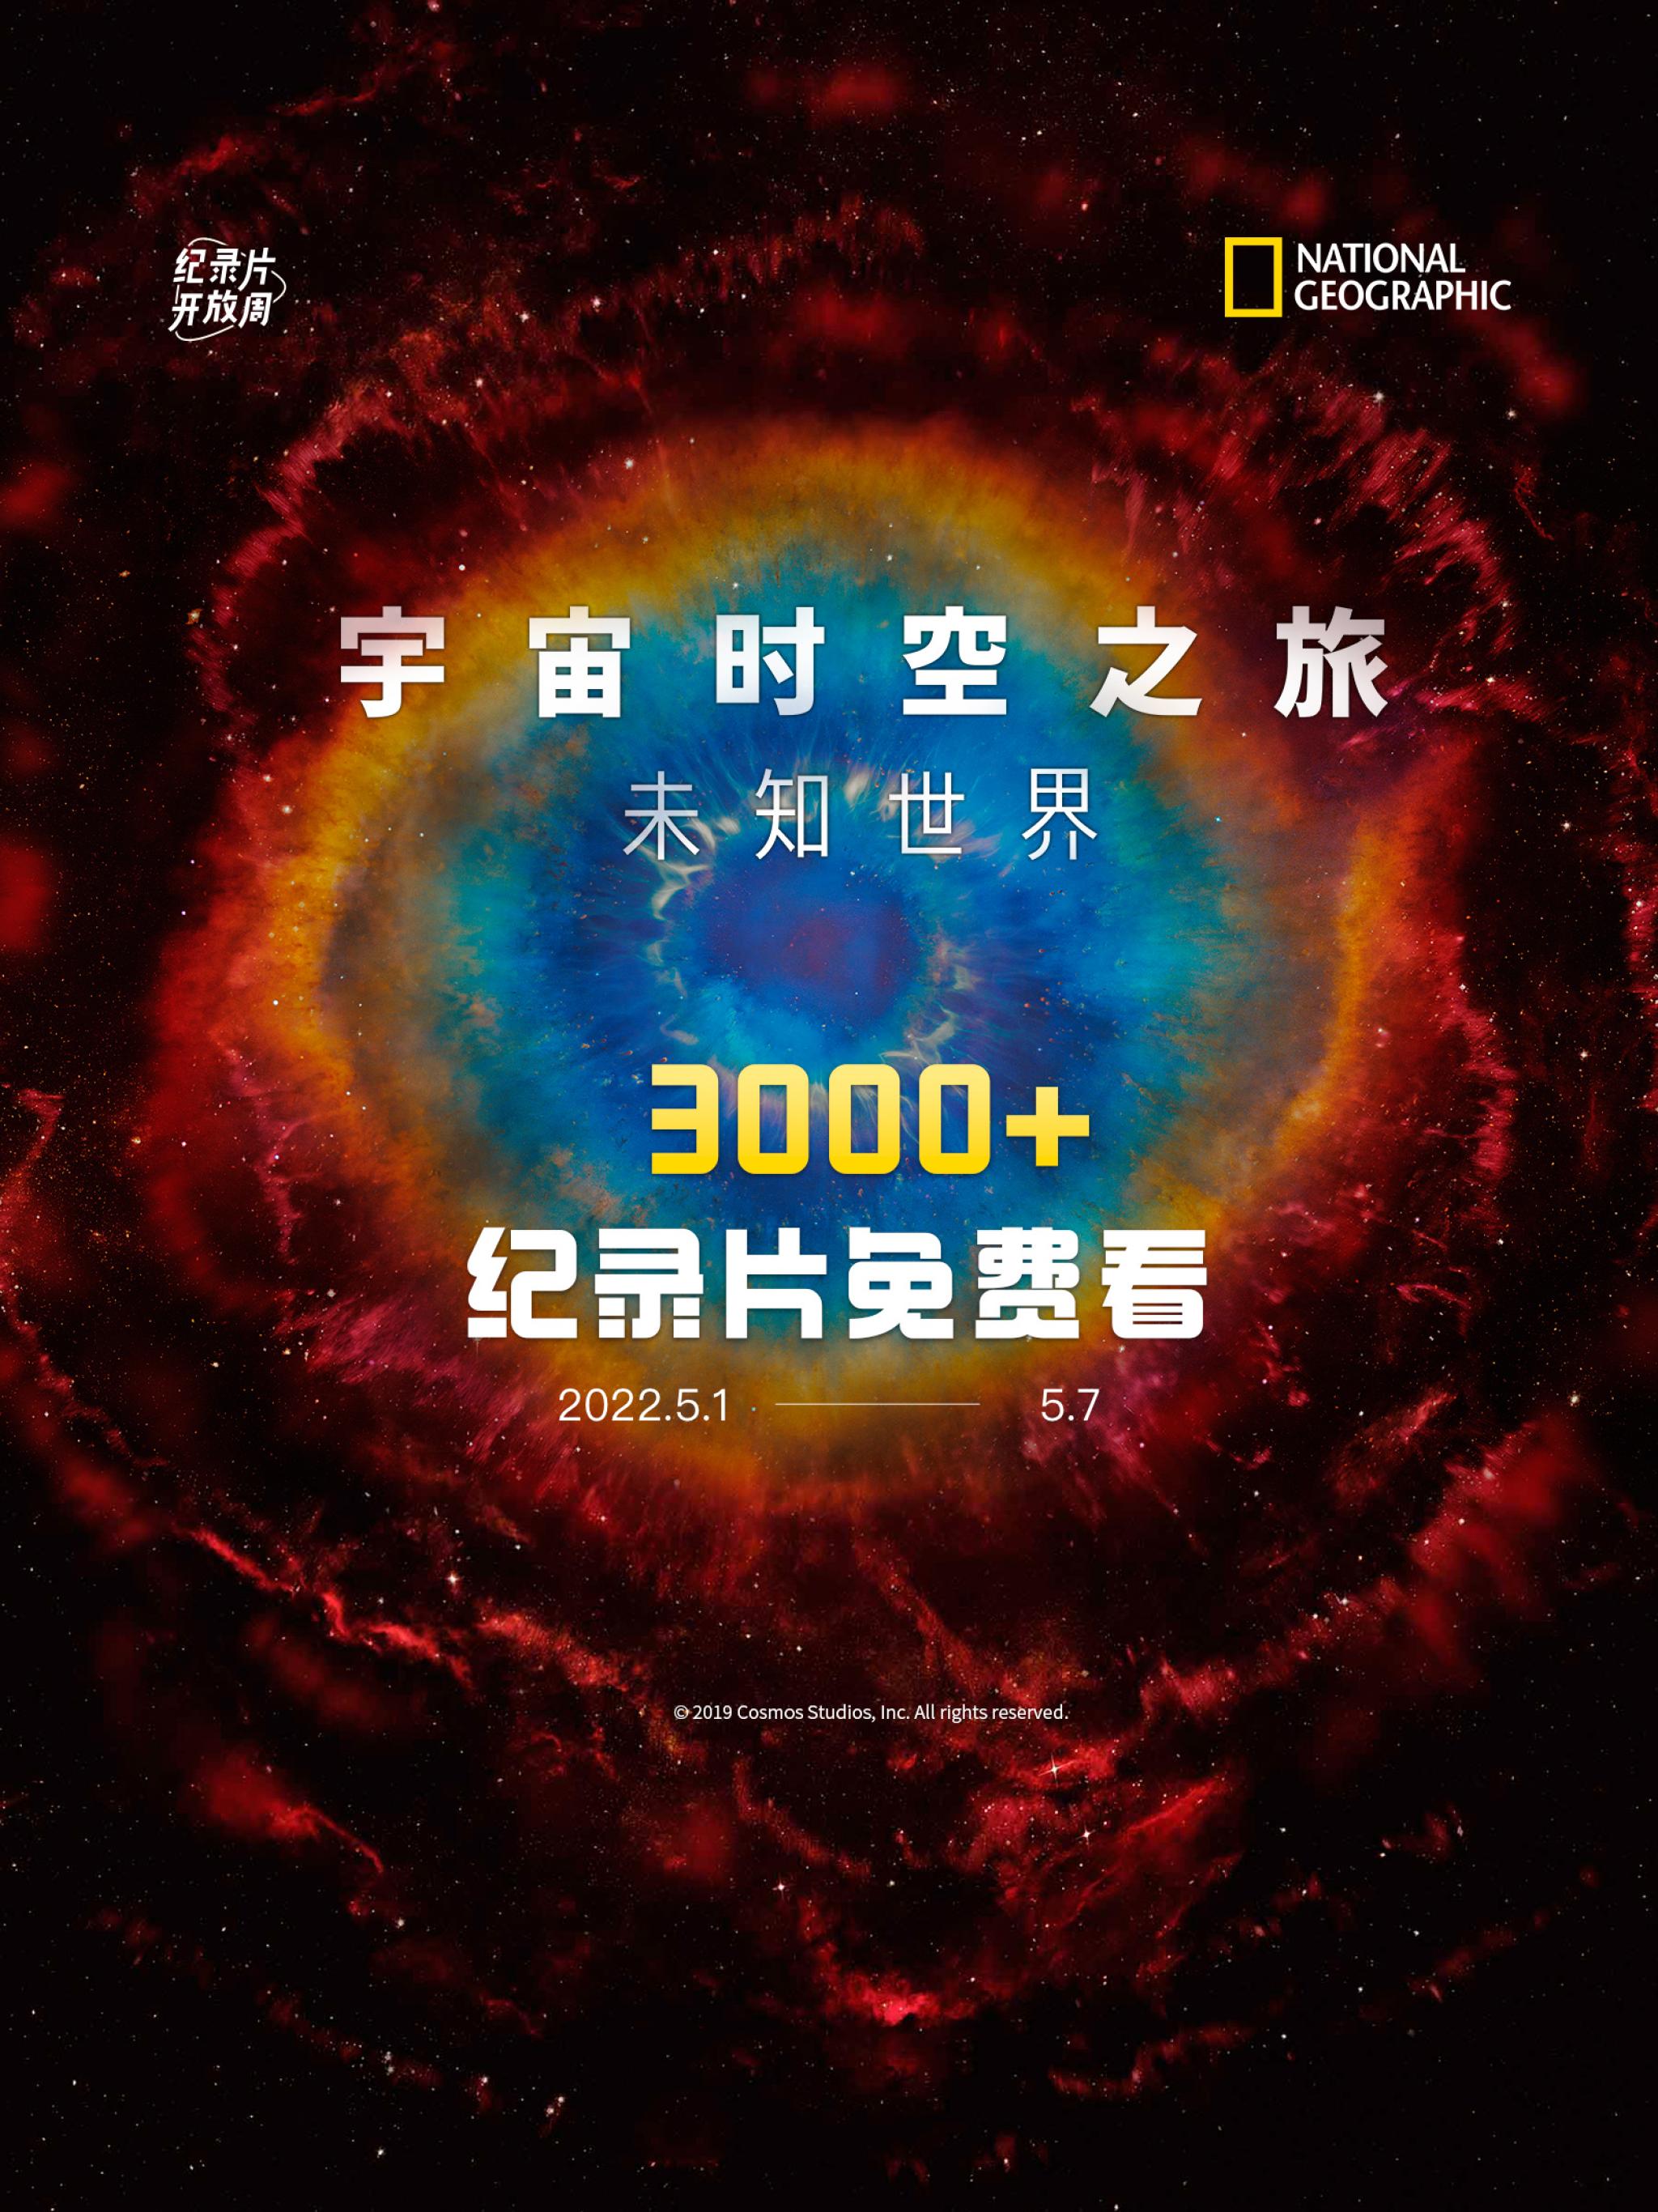 纪录片
开放周
NATIONAL
GEOGRAPHIC
宇宙时空之旅
未知世界
3000+
纪录片免费看
2022.5.1 — 5.7
© 2019 Cosmos Studios, Inc. All rights reserved.